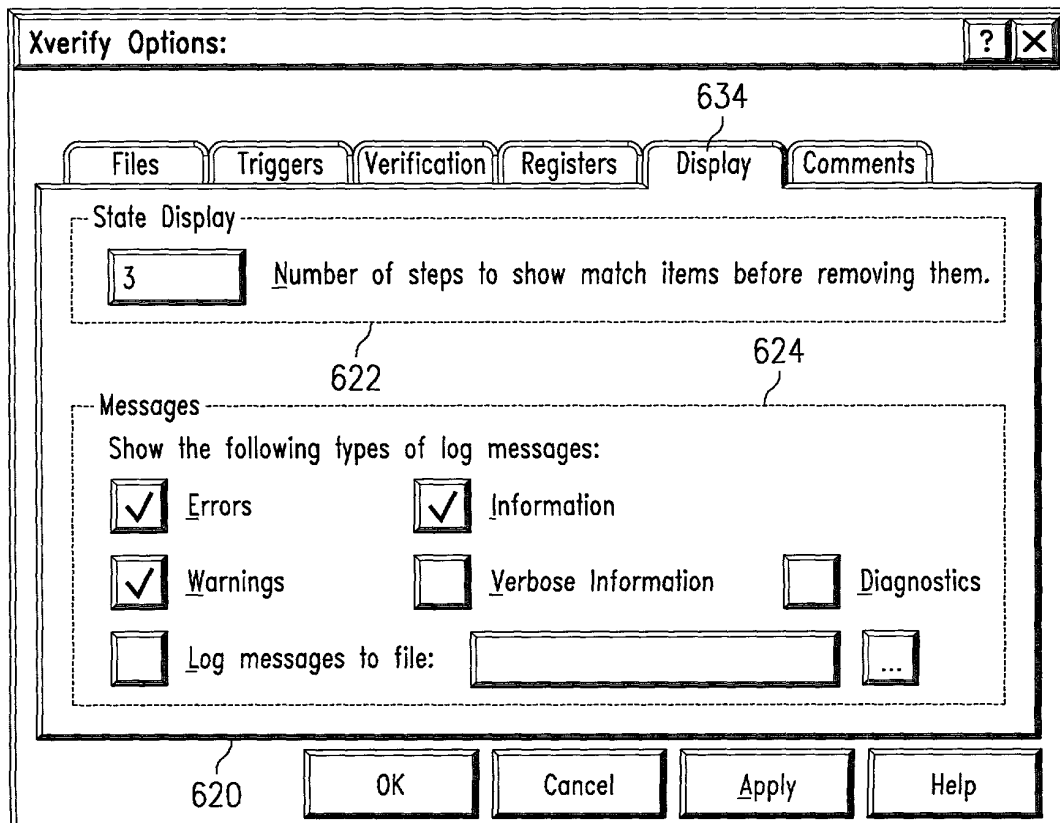 Xverify Options:
? X
634
Files Triggers Verification Registers Display Comments
State Display
3 Number of steps to show match items before removing them.
622
624
Messages
Show the following types of log messages:
Errors Information
Warnings Verbose Information Diagnostics
Log messages to file: ...
620
OK Cancel Apply Help